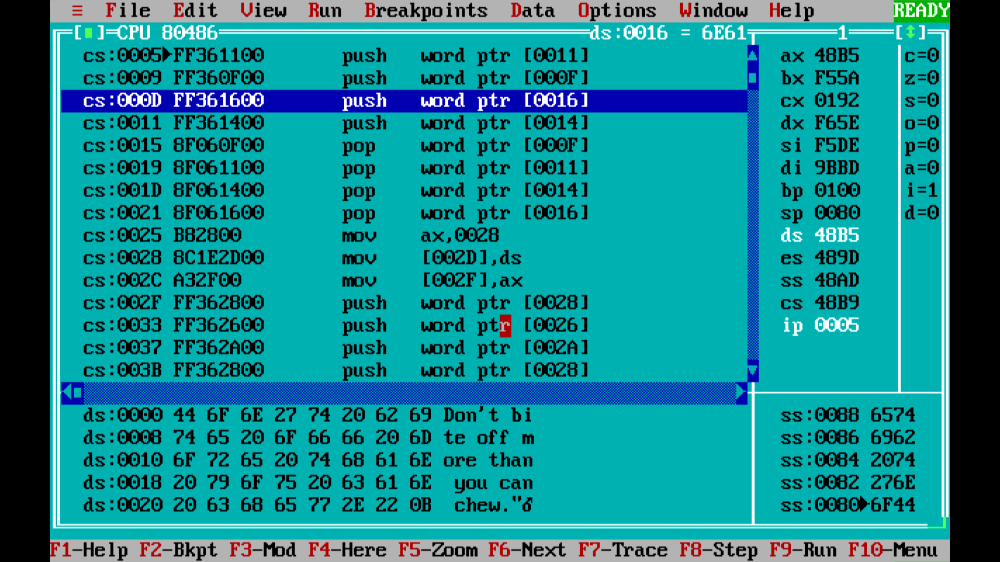 ≡ File Edit View Run Breakpoints Data Options Window Help READY
[■]=CPU 80486 ds:0016 = 6E61 1 [↕]
cs:0005►FF361100 push word ptr [0011] ax 48B5 c=0
cs:0009 FF360F00 push word ptr [000F] bx F55A z=0
cs:000D FF361600 push word ptr [0016] cx 0192 s=0
cs:0011 FF361400 push word ptr [0014] dx F65E o=0
cs:0015 8F060F00 pop word ptr [000F] si F5DE p=0
cs:0019 8F061100 pop word ptr [0011] di 9BBD a=0
cs:001D 8F061400 pop word ptr [0014] bp 0100 i=1
cs:0021 8F061600 pop word ptr [0016] sp 0080 d=0
cs:0025 B82800 mov ax,0028 ds 48B5
cs:0028 8C1E2D00 mov [002D],ds es 489D
cs:002C A32F00 mov [002F],ax ss 48AD
cs:002F FF362800 push word ptr [0028] cs 48B9
cs:0033 FF362600 push word ptr [0026] ip 0005
cs:0037 FF362A00 push word ptr [002A]
cs:003B FF362800 push word ptr [0028]
ds:0000 44 6F 6E 27 74 20 62 69 Don't bi ss:0088 6574
ds:0008 74 65 20 6F 66 66 20 6D te off m ss:0086 6962
ds:0010 6F 72 65 20 74 68 61 6E ore than ss:0084 2074
ds:0018 20 79 6F 75 20 63 61 6E you can ss:0082 276E
ds:0020 20 63 68 65 77 2E 22 0B chew."♂ ss:0080►6F44
F1-Help F2-Bkpt F3-Mod F4-Here F5-Zoom F6-Next F7-Trace F8-Step F9-Run F10-Menu